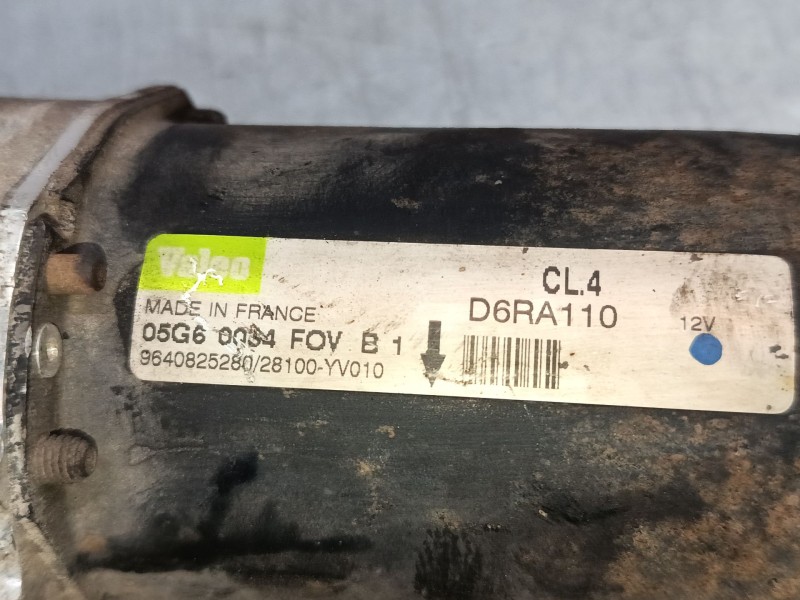 Valeo
MADE IN FRANCE
05G6 0034 FOV B 1
9640825280/28100-YV010
CL.4
D6RA110
12V